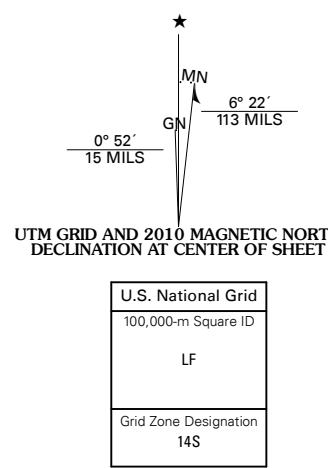 ★
MN
GN
6° 22´
113 MILS
0° 52´
15 MILS
UTM GRID AND 2010 MAGNETIC NORT
DECLINATION AT CENTER OF SHEET
U.S. National Grid
100,000-m Square ID
LF
Grid Zone Designation
14S